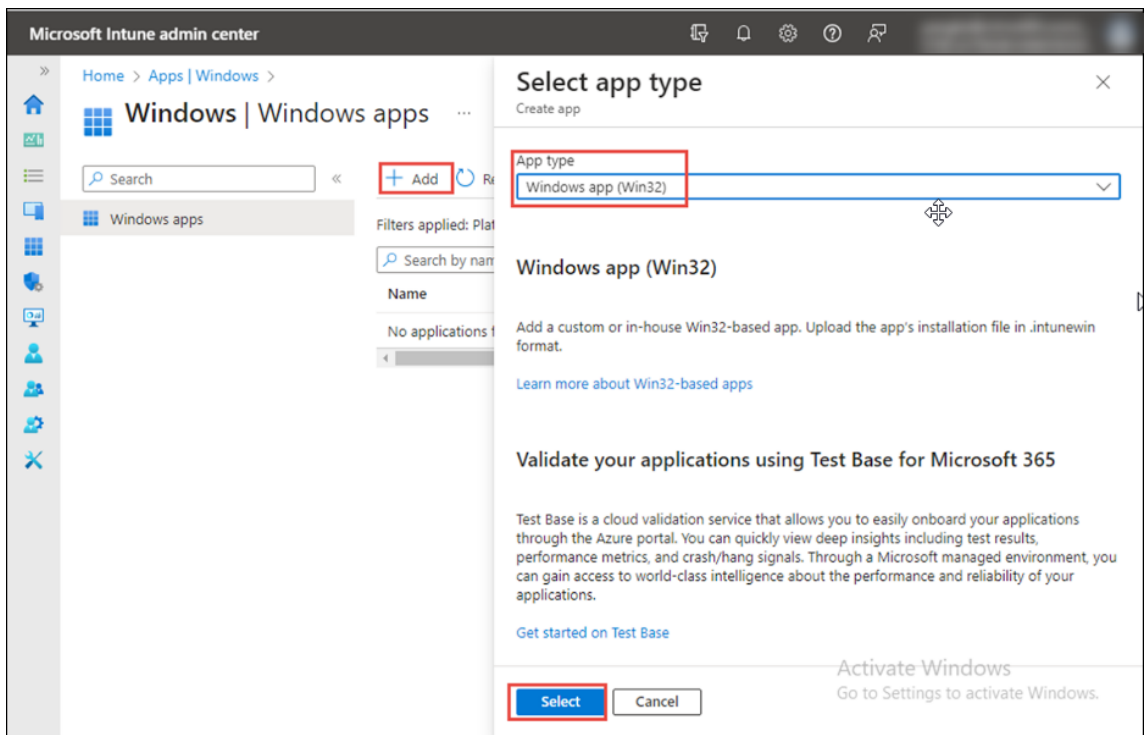 Microsoft Intune admin center
Home > Apps | Windows >
Windows | Windows apps ...
Search
«
Windows apps
+ Add
Filters applied:
Search by
Name
No applications
Select app type
Create app
App type
Windows app (Win32)
Windows app (Win32)
Add a custom or in-house Win32-based app. Upload the app's installation file in .intunewin
format.
Learn more about Win32-based apps
Validate your applications using Test Base for Microsoft 365
Test Base is a cloud validation service that allows you to easily onboard your applications
through the Azure portal. You can quickly view deep insights including test results,
performance metrics, and crash/hang signals. Through a Microsoft managed environment, you
can gain access to world-class intelligence about the performance and reliability of your
applications.
Get started on Test Base
Activate Windows
Go to Settings to activate Windows.
Select
Cancel